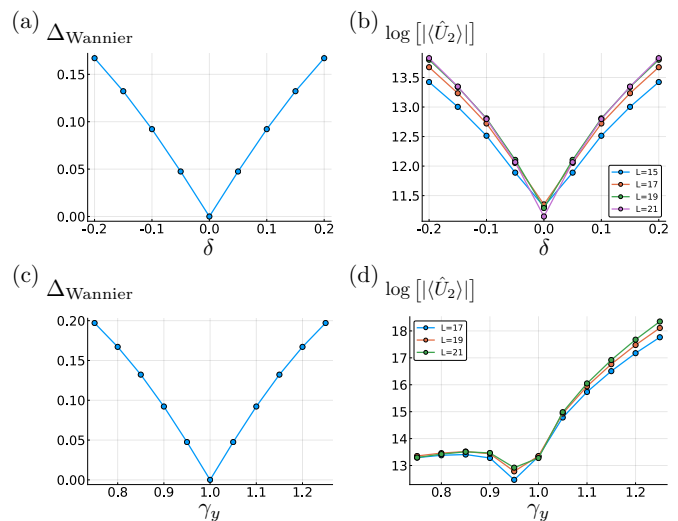 (a) Δ_Wannier
0.15
0.10
0.05
0.00
-0.2 -0.1 0.0 0.1 0.2
δ
(b) log [|⟨Û_2⟩|]
13.5
13.0
12.5
12.0
11.5
L=15
L=17
L=19
L=21
-0.2 -0.1 0.0 0.1 0.2
δ
(c) Δ_Wannier
0.20
0.15
0.10
0.05
0.00
0.8 0.9 1.0 1.1 1.2
γ_y
(d) log [|⟨Û_2⟩|]
L=17
L=19
L=21
18
17
16
15
14
13
0.8 0.9 1.0 1.1 1.2
γ_y